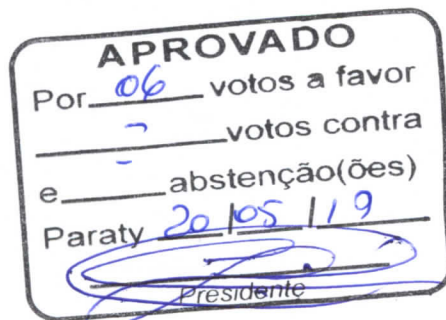 APROVADO
Por 06 votos a favor
- votos contra
e - abstenção(ões)
Paraty 20/05/19
Presidente